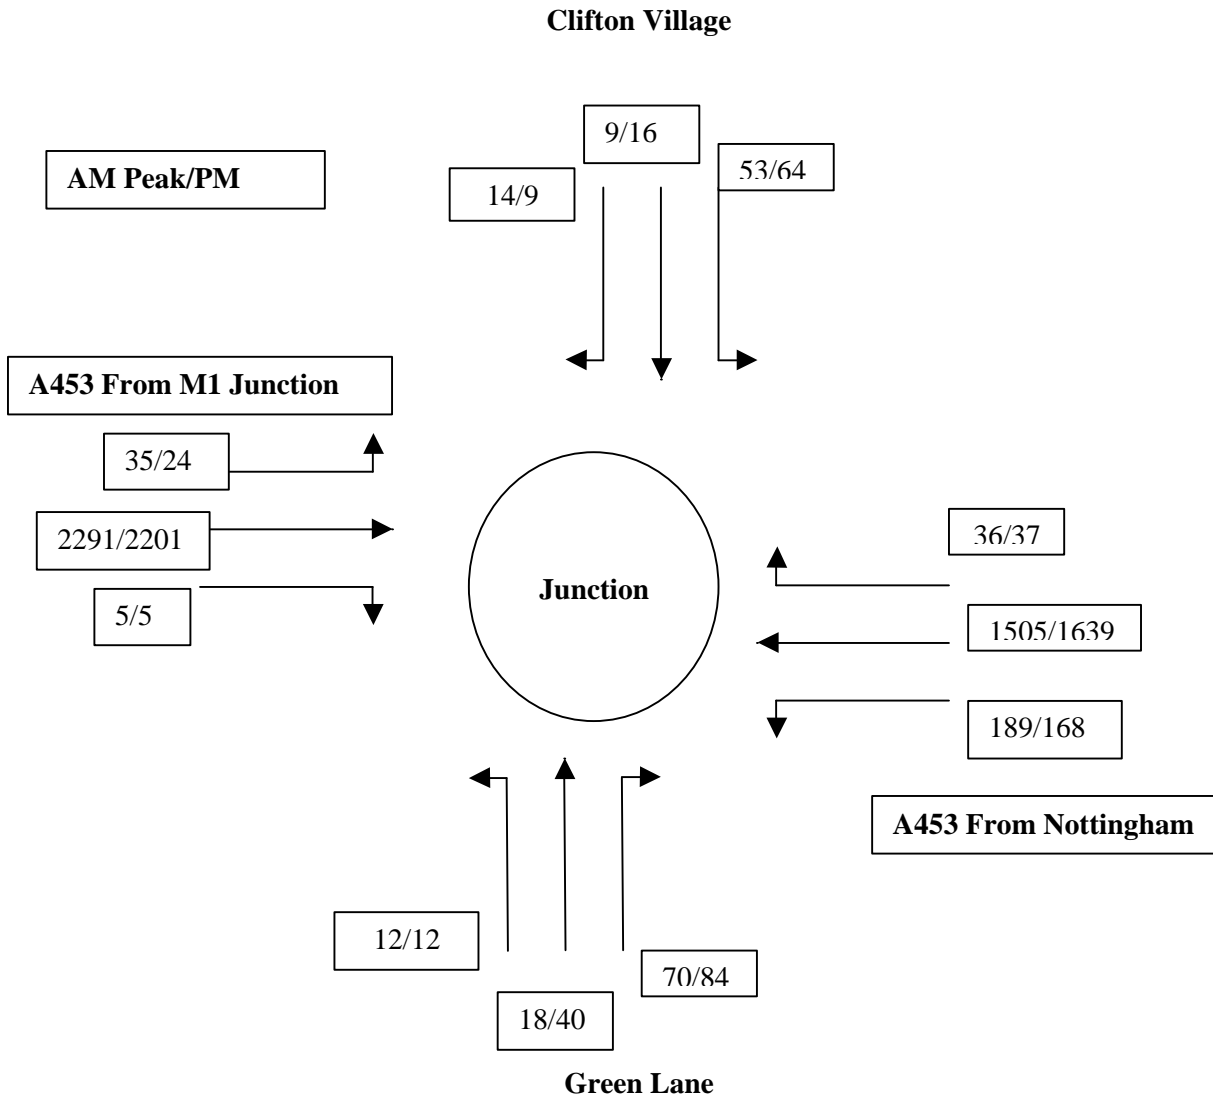 Clifton Village
9/16
AM Peak/PM
14/9
53/64
A453 From M1 Junction
35/24
2291/2201
5/5
Junction
36/37
1505/1639
189/168
A453 From Nottingham
12/12
18/40
70/84
Green Lane